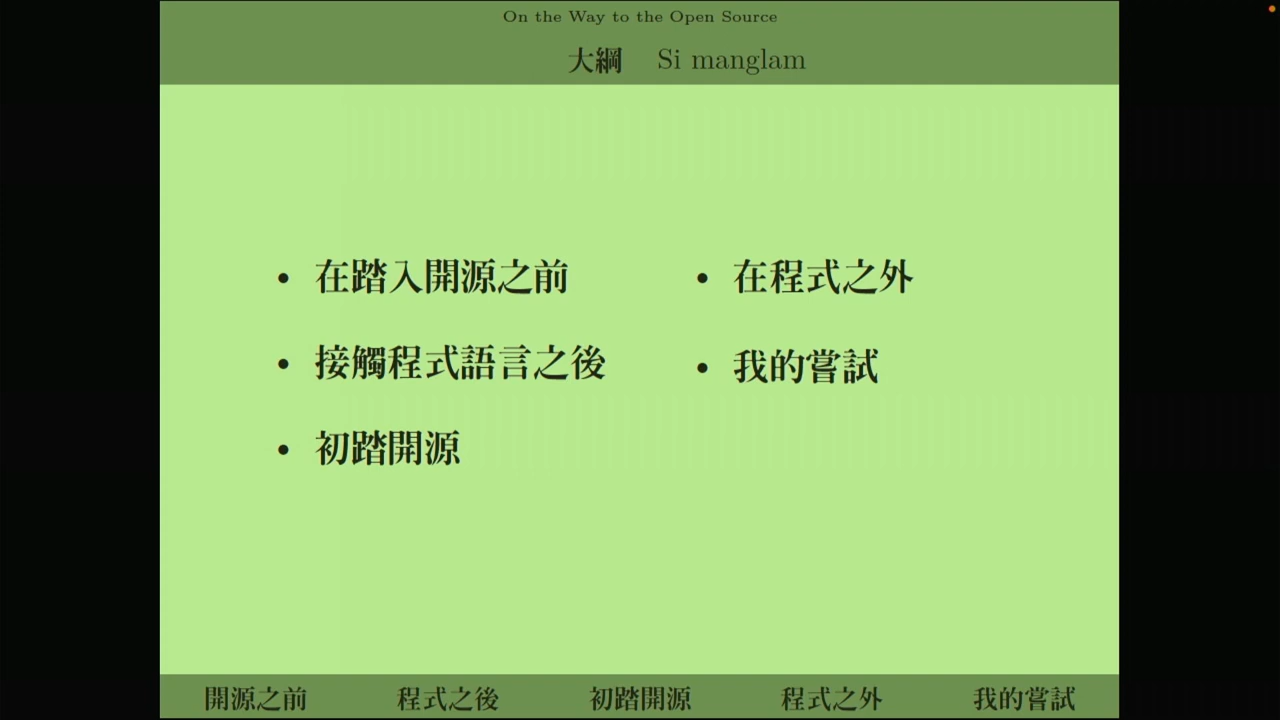 On the Way to the Open Source
大綱 Si manglam
• 在踏入開源之前
• 接觸程式語言之後
• 初踏開源
• 在程式之外
• 我的嘗試
開源之前 程式之後 初踏開源 程式之外 我的嘗試